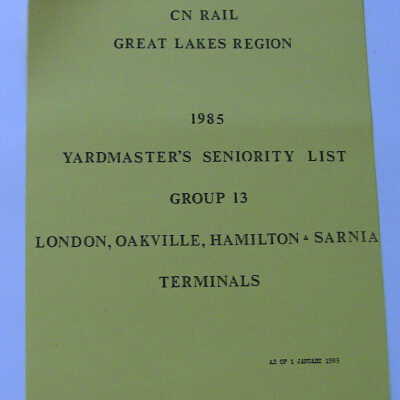 CN RAIL
GREAT LAKES REGION
1985
YARDMASTER'S SENIORITY LIST
GROUP 13
LONDON, OAKVILLE, HAMILTON & SARNIA
TERMINALS
AS OF 1 JANUARY 1985